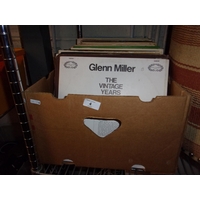 Glenn Miller
THE
VINTAGE
YEARS